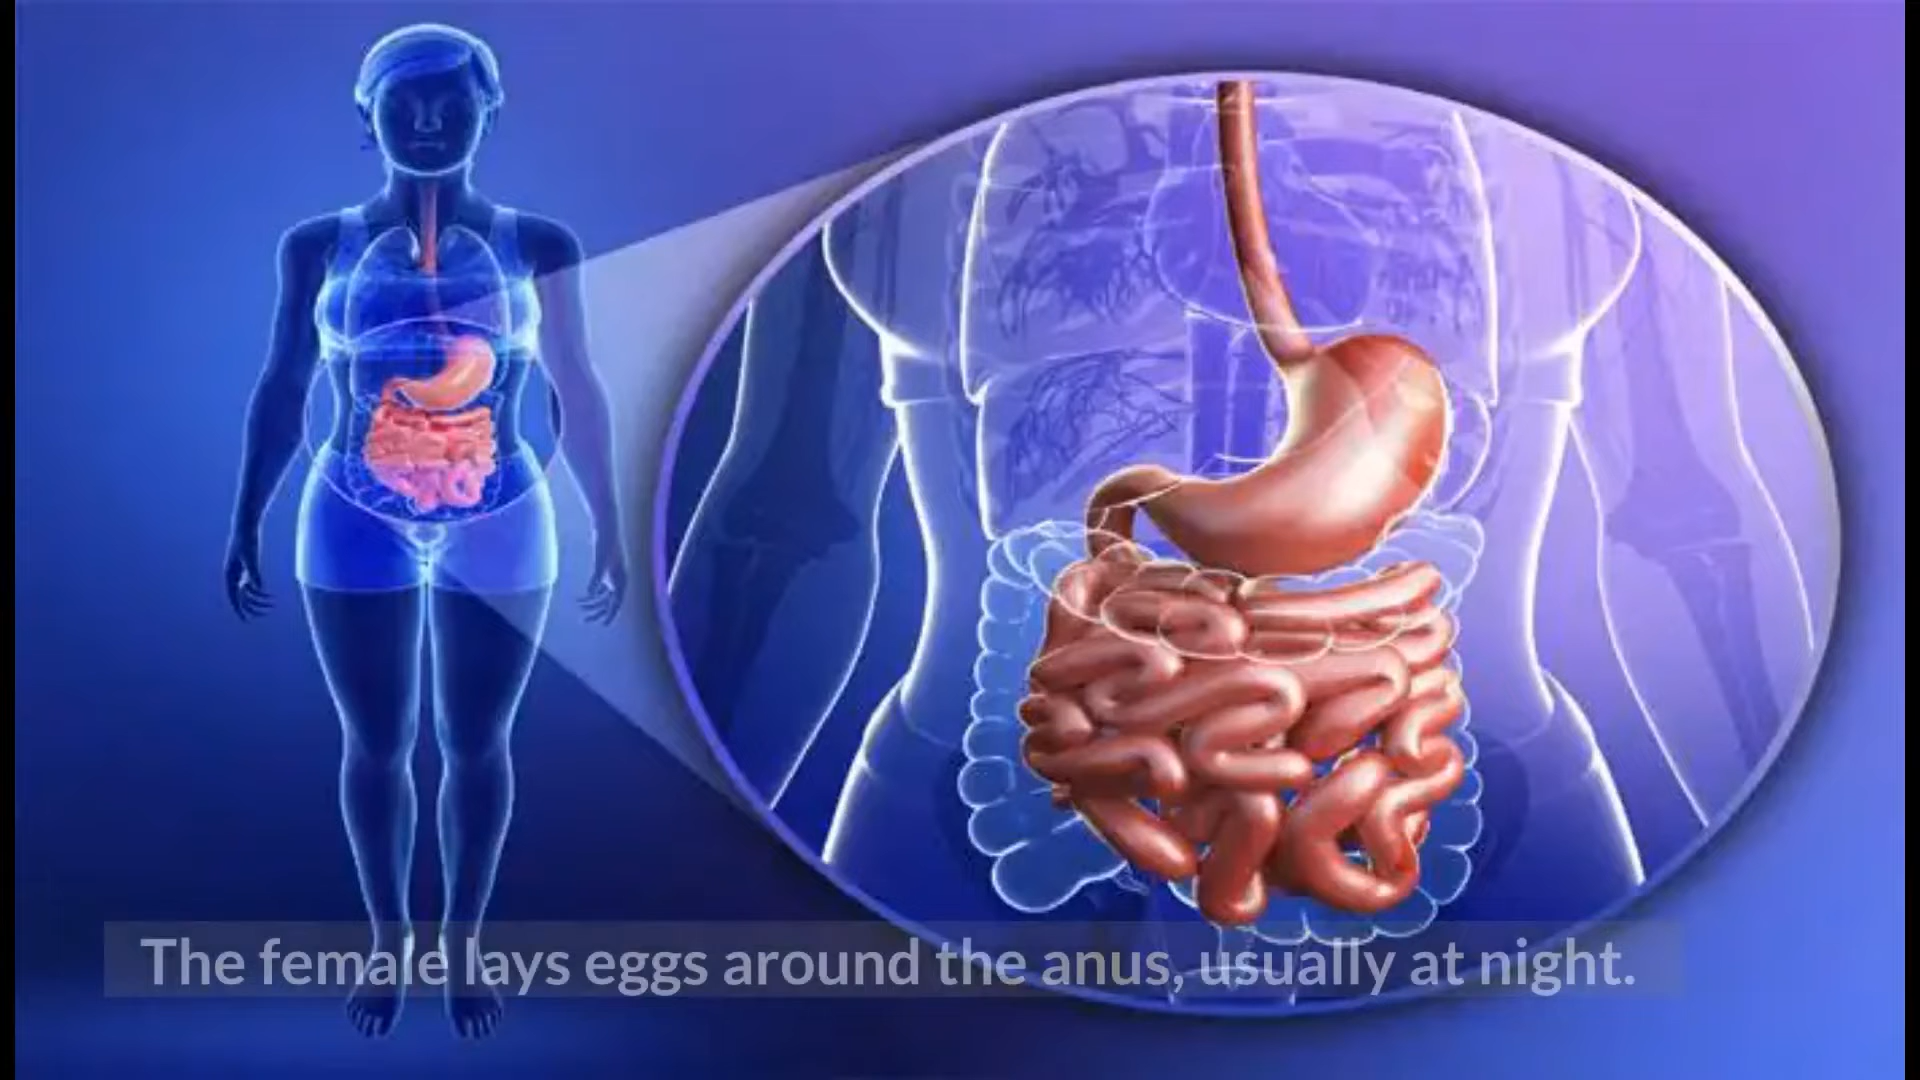 The female lays eggs around the anus, usually at night.